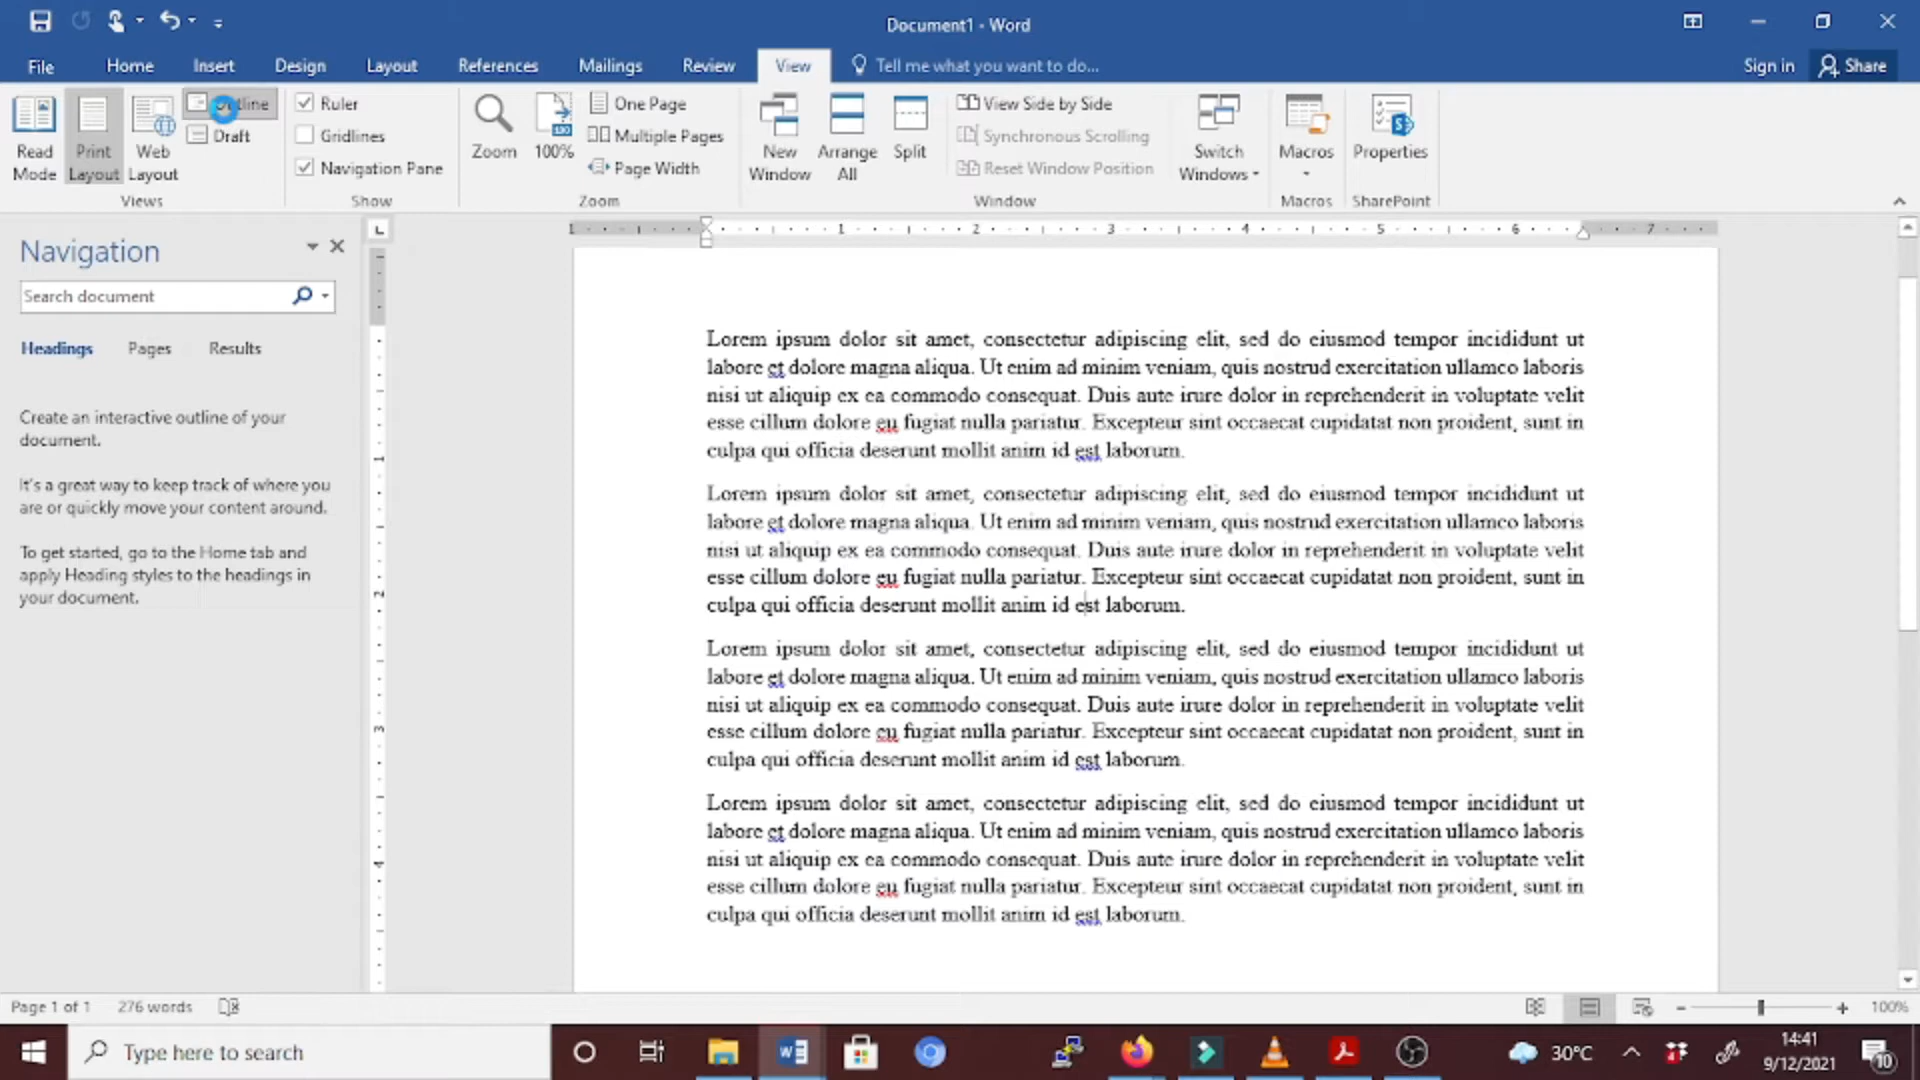 Document1 - Word
File Home Insert Design Layout References Mailings Review View Tell me what you want to do... Sign in Share
Read Mode
Print Layout
Web Layout
Draft
Views
Ruler
Gridlines
Navigation Pane
Show
Zoom
100%
One Page
Multiple Pages
Page Width
Zoom
New Window
Arrange All
Split
View Side by Side
Synchronous Scrolling
Reset Window Position
Window
Switch Windows
Macros
Macros
Properties
SharePoint
Navigation
Search document
Headings Pages Results
Create an interactive outline of your
document.
It's a great way to keep track of where you
are or quickly move your content around.
To get started, go to the Home tab and
apply Heading styles to the headings in
your document.
1 1 2 3 4 5 6 7
1
2
3
4
Lorem ipsum dolor sit amet, consectetur adipiscing elit, sed do eiusmod tempor incididunt ut
labore et dolore magna aliqua. Ut enim ad minim veniam, quis nostrud exercitation ullamco laboris
nisi ut aliquip ex ea commodo consequat. Duis aute irure dolor in reprehenderit in voluptate velit
esse cillum dolore eu fugiat nulla pariatur. Excepteur sint occaecat cupidatat non proident, sunt in
culpa qui officia deserunt mollit anim id est laborum.
Lorem ipsum dolor sit amet, consectetur adipiscing elit, sed do eiusmod tempor incididunt ut
labore et dolore magna aliqua. Ut enim ad minim veniam, quis nostrud exercitation ullamco laboris
nisi ut aliquip ex ea commodo consequat. Duis aute irure dolor in reprehenderit in voluptate velit
esse cillum dolore eu fugiat nulla pariatur. Excepteur sint occaecat cupidatat non proident, sunt in
culpa qui officia deserunt mollit anim id est laborum.
Lorem ipsum dolor sit amet, consectetur adipiscing elit, sed do eiusmod tempor incididunt ut
labore et dolore magna aliqua. Ut enim ad minim veniam, quis nostrud exercitation ullamco laboris
nisi ut aliquip ex ea commodo consequat. Duis aute irure dolor in reprehenderit in voluptate velit
esse cillum dolore eu fugiat nulla pariatur. Excepteur sint occaecat cupidatat non proident, sunt in
culpa qui officia deserunt mollit anim id est laborum.
Lorem ipsum dolor sit amet, consectetur adipiscing elit, sed do eiusmod tempor incididunt ut
labore et dolore magna aliqua. Ut enim ad minim veniam, quis nostrud exercitation ullamco laboris
nisi ut aliquip ex ea commodo consequat. Duis aute irure dolor in reprehenderit in voluptate velit
esse cillum dolore eu fugiat nulla pariatur. Excepteur sint occaecat cupidatat non proident, sunt in
culpa qui officia deserunt mollit anim id est laborum.
Page 1 of 1 276 words 100%
Type here to search 30°C 14:41
9/12/2021 10